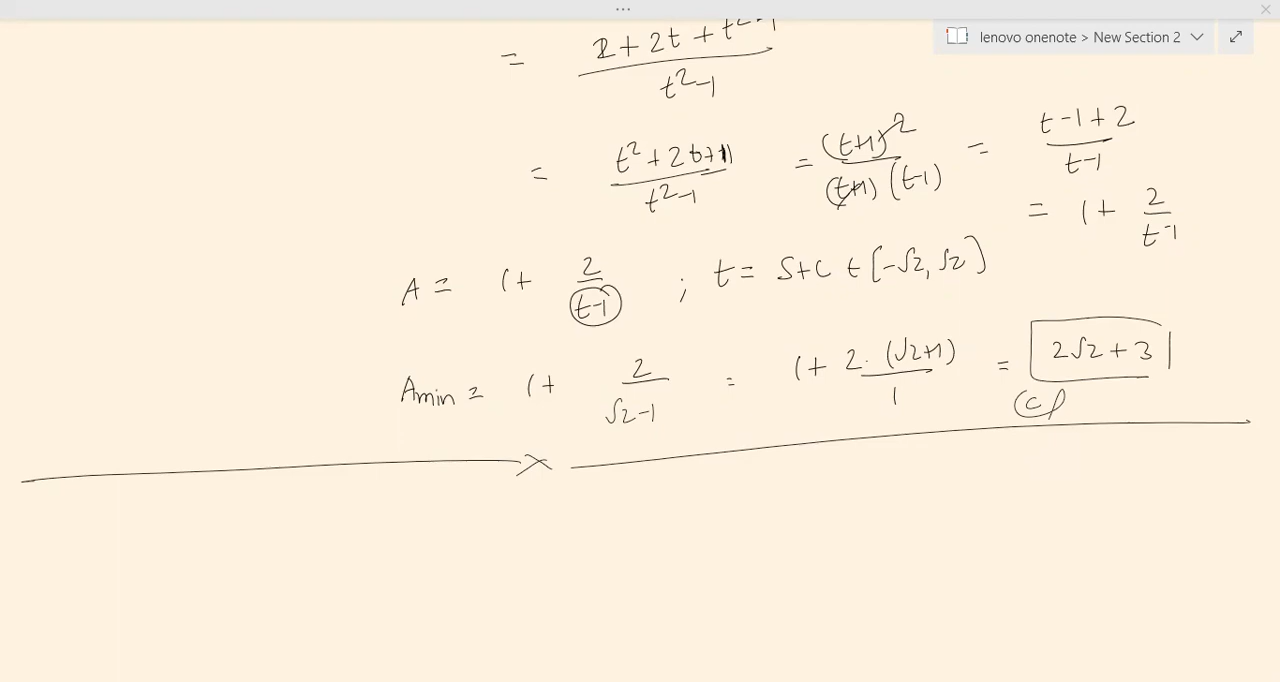 lenovo onenote > New Section 2
= 2 + 2t + t² - 1 / t² - 1
= t² + 2t + 1 / t² - 1 = (t+1)² / (t+1) (t-1) = t - 1 + 2 / t - 1
= 1 + 2 / t - 1
A = 1 + 2 / t - 1 ; t = S + C ∈ [-√2, √2]
Amin = 1 + 2 / √2 - 1 = 1 + 2 . (√2+1) / 1 = 2√2 + 3
(c)